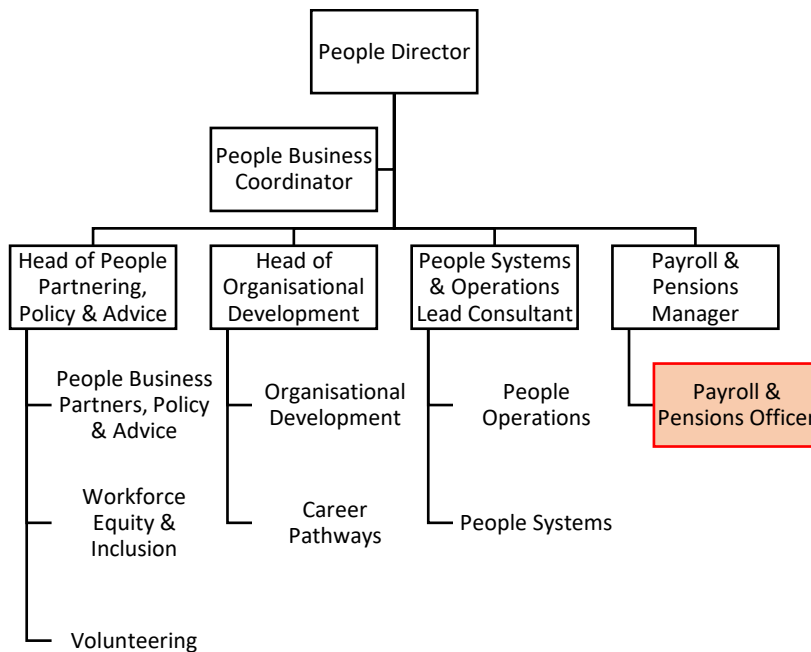 People Director
People Business
Coordinator
Head of People
Partnering,
Policy & Advice
Head of
Organisational
Development
People Systems
& Operations
Lead Consultant
Payroll &
Pensions
Manager
People Business
Partners, Policy
& Advice
Workforce
Equity &
Inclusion
Volunteering
Organisational
Development
Career
Pathways
People
Operations
People Systems
Payroll &
Pensions Officer